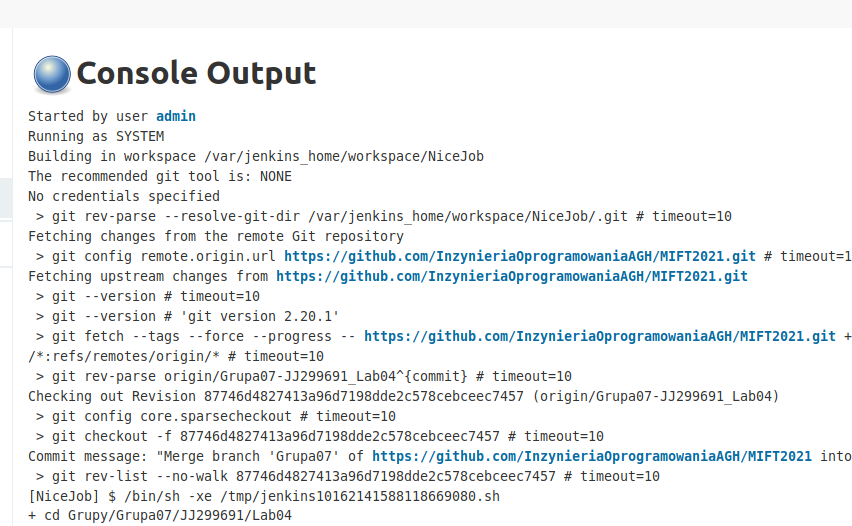 Console Output
Started by user admin
Running as SYSTEM
Building in workspace /var/jenkins_home/workspace/NiceJob
The recommended git tool is: NONE
No credentials specified
 > git rev-parse --resolve-git-dir /var/jenkins_home/workspace/NiceJob/.git # timeout=10
Fetching changes from the remote Git repository
 > git config remote.origin.url https://github.com/InzynieriaOprogramowaniaAGH/MIFT2021.git # timeout=1
Fetching upstream changes from https://github.com/InzynieriaOprogramowaniaAGH/MIFT2021.git
 > git --version # timeout=10
 > git --version # 'git version 2.20.1'
 > git fetch --tags --force --progress -- https://github.com/InzynieriaOprogramowaniaAGH/MIFT2021.git +
/*:refs/remotes/origin/* # timeout=10
 > git rev-parse origin/Grupa07-JJ299691_Lab04^{commit} # timeout=10
Checking out Revision 87746d4827413a96d7198dde2c578cebceec7457 (origin/Grupa07-JJ299691_Lab04)
 > git config core.sparsecheckout # timeout=10
 > git checkout -f 87746d4827413a96d7198dde2c578cebceec7457 # timeout=10
Commit message: "Merge branch 'Grupa07' of https://github.com/InzynieriaOprogramowaniaAGH/MIFT2021 into
 > git rev-list --no-walk 87746d4827413a96d7198dde2c578cebceec7457 # timeout=10
[NiceJob] $ /bin/sh -xe /tmp/jenkins10162141588118669080.sh
+ cd Grupy/Grupa07/JJ299691/Lab04